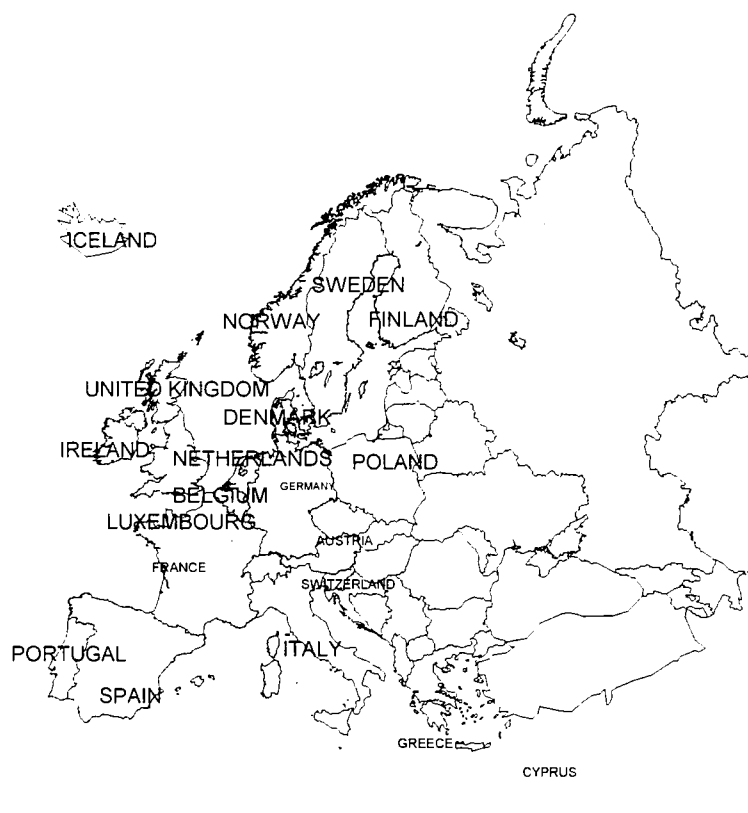 ICELAND
SWEDEN
NORWAY
FINLAND
UNITED KINGDOM
DENMARK
IRELAND
NETHERLANDS
POLAND
GERMANY
BELGIUM
LUXEMBOURG
AUSTRIA
FRANCE
SWITZERLAND
ITALY
PORTUGAL
SPAIN
GREECE
CYPRUS